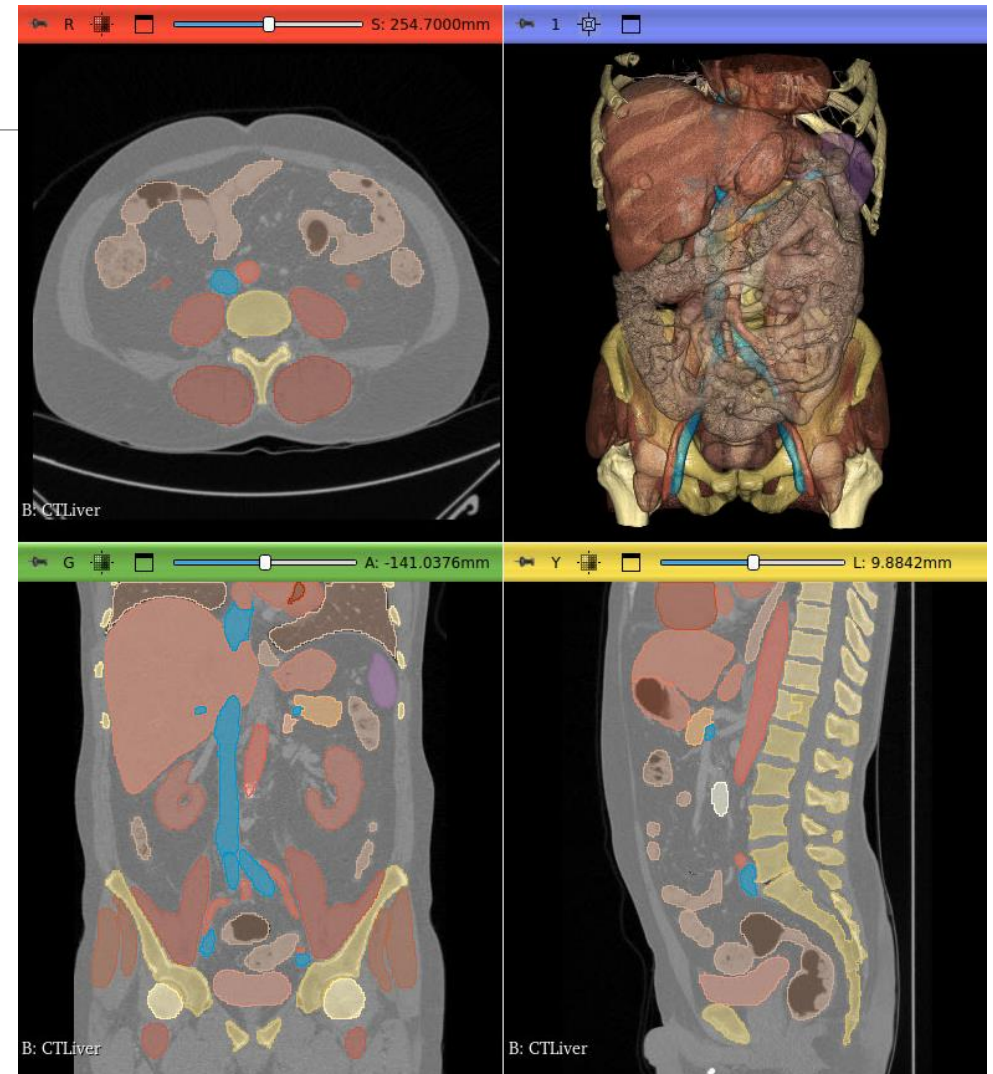 R S: 254.7000mm
1
B: CTLiver
G A: -141.0376mm
Y L: 9.8842mm
B: CTLiver
B: CTLiver